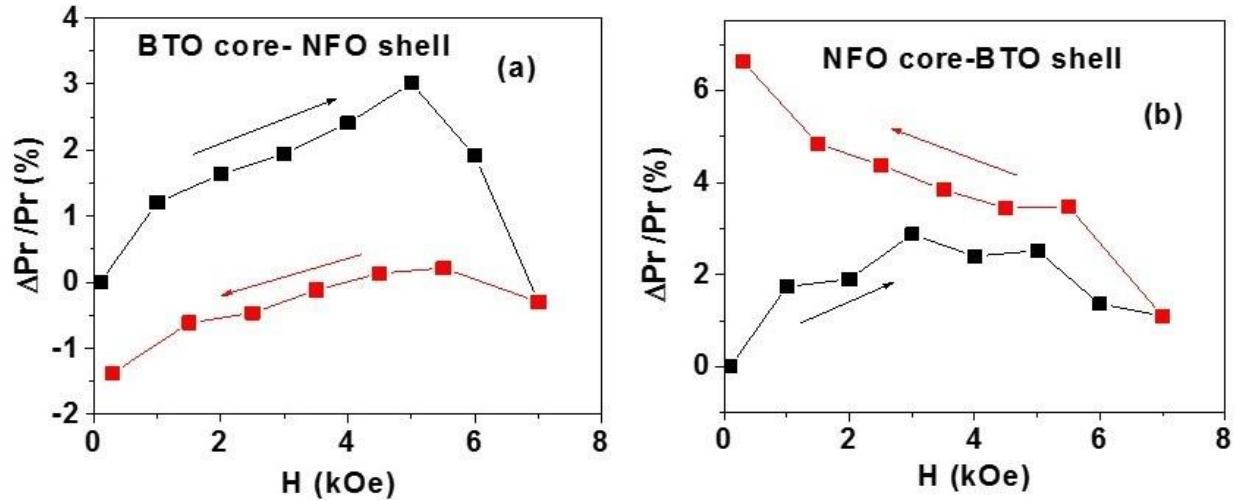 BTO core- NFO shell
(a)
ΔPr /Pr (%)
4
3
2
1
0
-1
-2
0 2 4 6 8
H (kOe)
NFO core-BTO shell
(b)
ΔPr /Pr (%)
6
4
2
0
0 2 4 6 8
H (kOe)